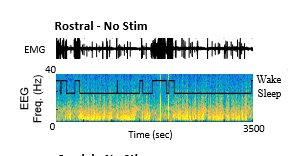 Rostral - No Stim
EMG
40
Wake
Sleep
EEG
Freq. (Hz)
0
Time (sec)
3500